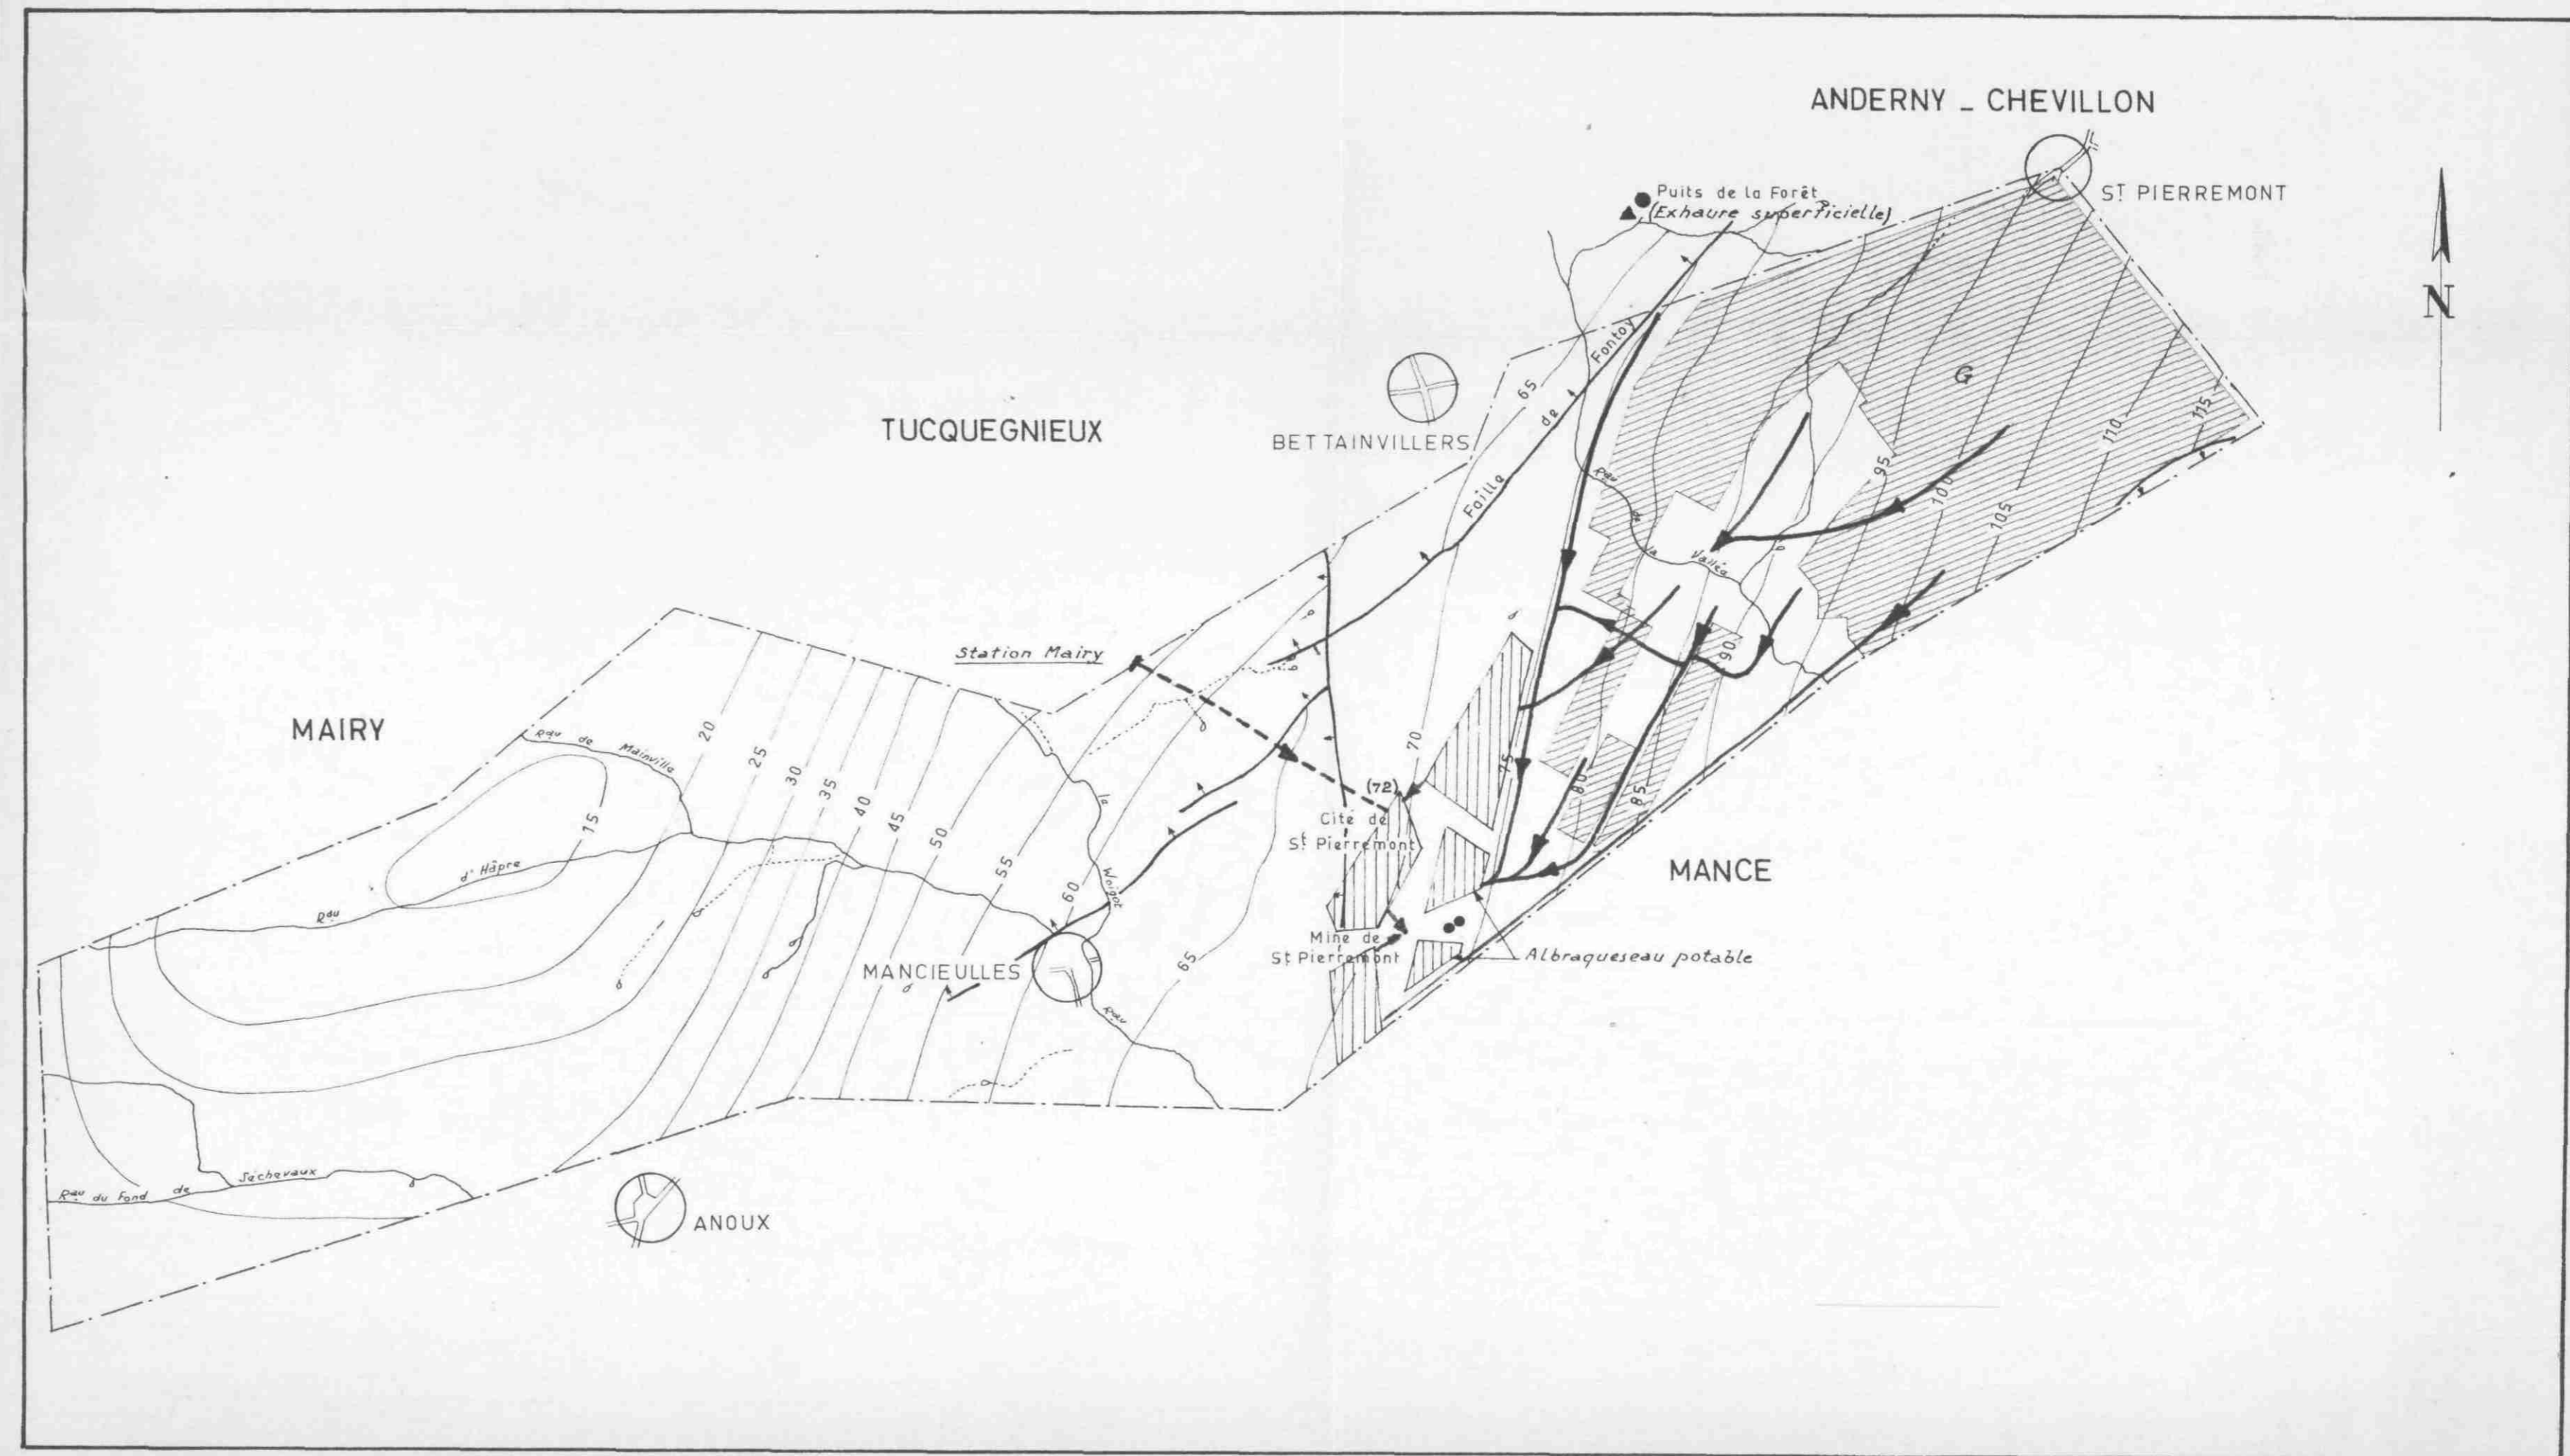 ANDERNY _ CHEVILLON
Puits de la Forêt
(Exhaure superficielle)
ST PIERREMONT
N
Fontoy
de
Faille
65
G
115
110
TUCQUEGNIEUX
BETTAINVILLERS
95
100
105
Rau
de
la
Vallée
Station Mairy
90
MAIRY
20
25
30
35
40
45
50
55
60
65
Rau de Mainville
70
75
80
85
(72)
15
la
Woigot
Cité de
St Pierremont
MANCE
d' Hâpre
Rau
Mine de
St Pierremont
Albraqueseau potable
MANCIEULLES
Rau
Rau du Fond de Séchevaux
ANOUX